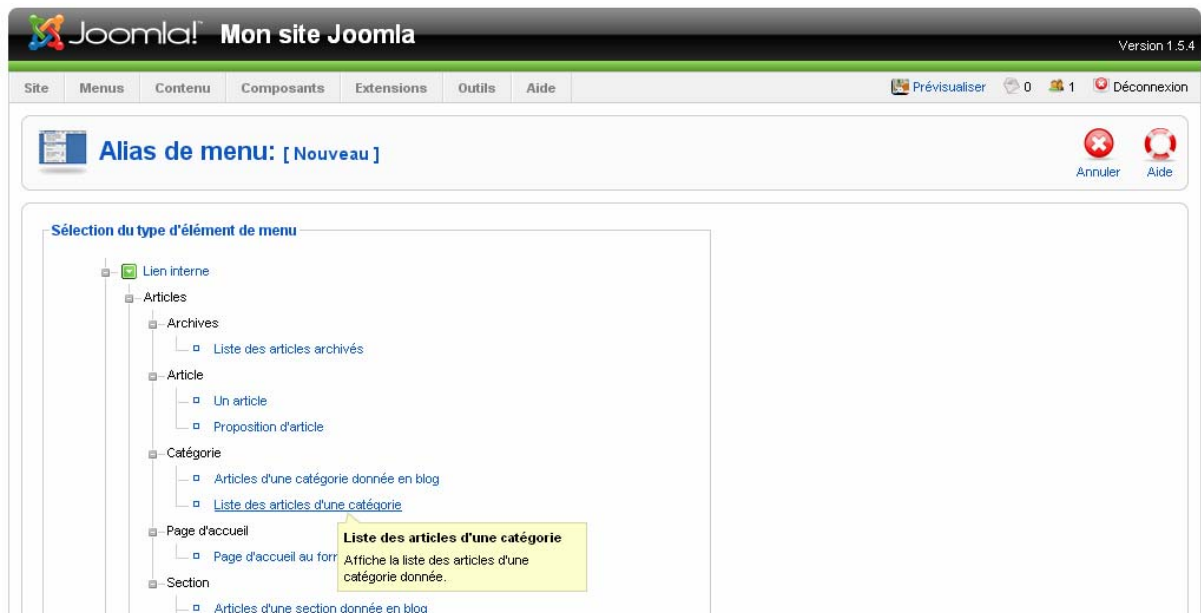 Joomla! Mon site Joomla
Version 1.5.4
Site Menus Contenu Composants Extensions Outils Aide Prévisualiser 0 1 Déconnexion
Alias de menu: [ Nouveau ]
Annuler Aide
Sélection du type d'élément de menu
Lien interne
Articles
Archives
Liste des articles archivés
Article
Un article
Proposition d'article
Catégorie
Articles d'une catégorie donnée en blog
Liste des articles d'une catégorie
Page d'accueil
Liste des articles d'une catégorie
Page d'accueil au for
Affiche la liste des articles d'une
catégorie donnée.
Section
Articles d'une section donnée en blog